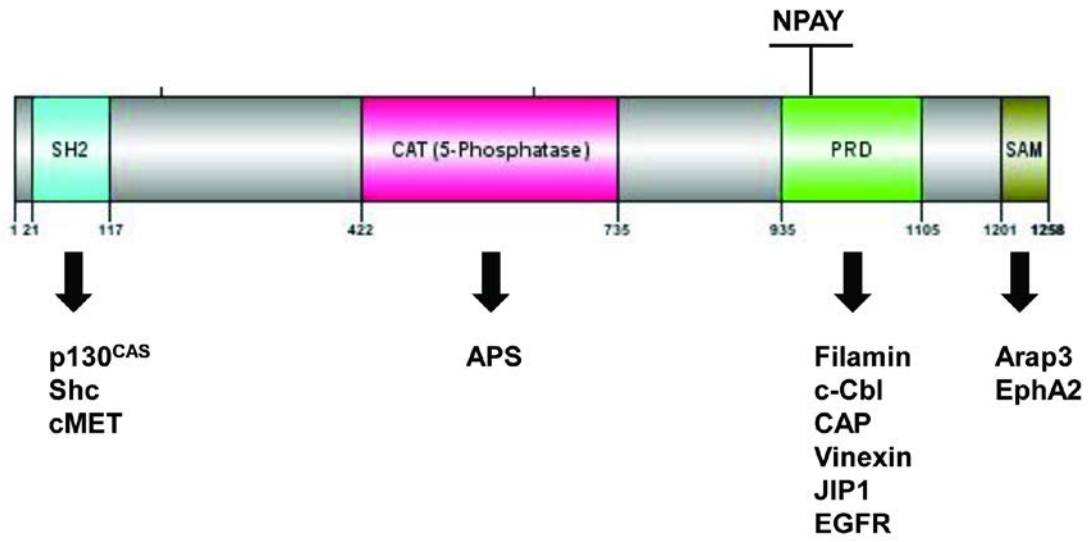 NPAY
SH2
CAT (5-Phosphatase)
PRD
SAM
1 21 117 422 735 935 1105 1201 1258
p130CAS
Shc
cMET
APS
Filamin
c-Cbl
CAP
Vinexin
JIP1
EGFR
Arap3
EphA2